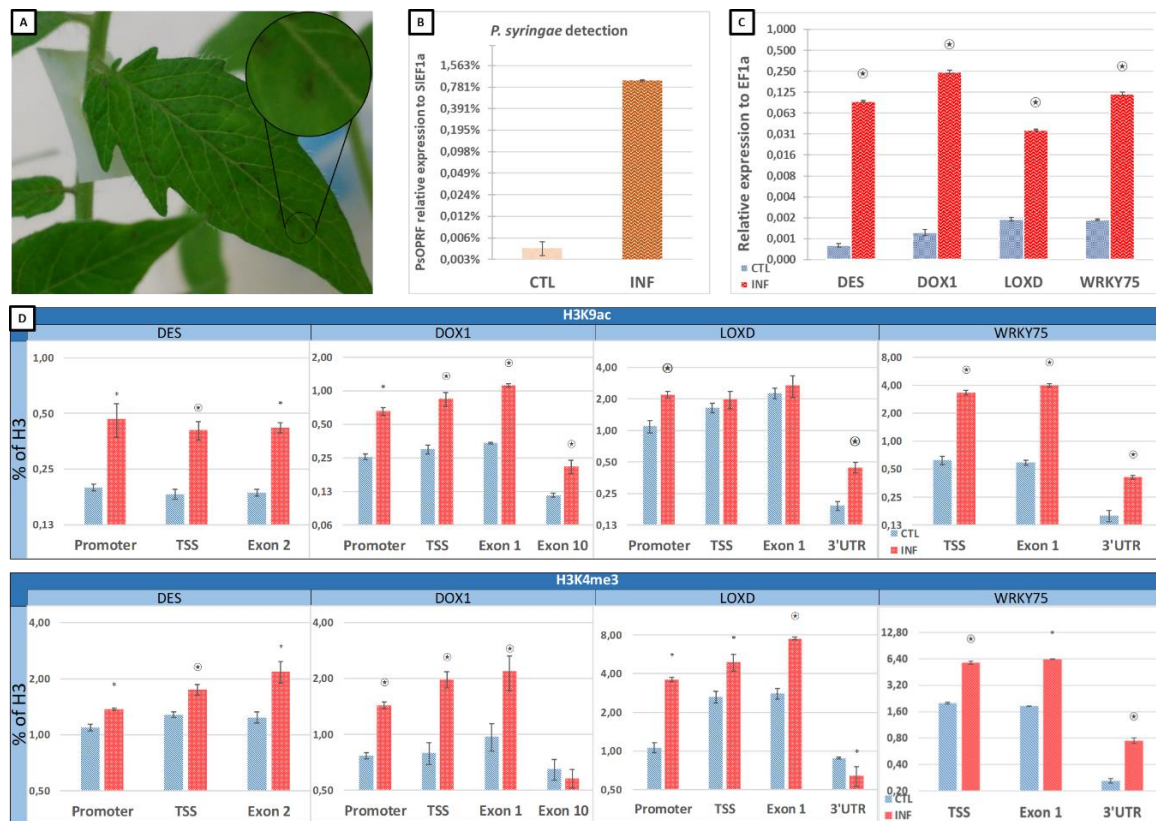 A
B
P. syringae detection
PsOPRF relative expression to SlEF1a
1,563%
0,781%
0,391%
0,195%
0,098%
0,049%
0,024%
0,012%
0,006%
0,003%
CTL INF
C
Relative expression to EF1a
1,000
0,500
0,250
0,125
0,063
0,031
0,016
0,008
0,004
0,002
0,001
0,000
CTL
INF
DES DOX1 LOXD WRKY75
D
H3K9ac
DES DOX1 LOXD WRKY75
% of H3
1,00
0,50
0,25
0,13
Promoter TSS Exon 2
2,00
1,00
0,50
0,25
0,13
0,06
Promoter TSS Exon 1 Exon 10
4,00
2,00
1,00
0,50
0,25
0,13
Promoter TSS Exon 1 3'UTR
8,00
4,00
2,00
1,00
0,50
0,25
0,13
CTL
INF
TSS Exon 1 3'UTR
H3K4me3
DES DOX1 LOXD WRKY75
% of H3
4,00
2,00
1,00
0,50
Promoter TSS Exon 2
4,00
2,00
1,00
0,50
Promoter TSS Exon 1 Exon 10
8,00
4,00
2,00
1,00
0,50
Promoter TSS Exon 1 3'UTR
12,80
6,40
3,20
1,60
0,80
0,40
0,20
CTL
INF
TSS Exon 1 3'UTR